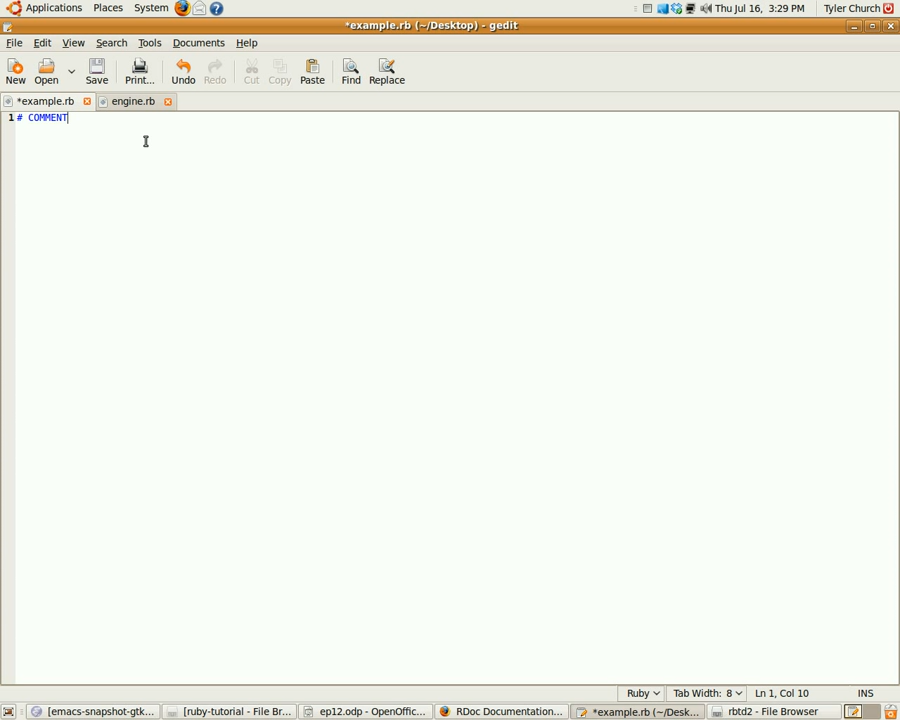 Applications Places System Thu Jul 16, 3:29 PM Tyler Church
*example.rb (~/Desktop) - gedit
File Edit View Search Tools Documents Help
New Open Save Print... Undo Redo Cut Copy Paste Find Replace
*example.rb engine.rb
1 # COMMENT
Ruby Tab Width: 8 Ln 1, Col 10 INS
[emacs-snapshot-gtk... [ruby-tutorial - File Br... ep12.odp - OpenOffic... RDoc Documentation... *example.rb (~/Desk... rbtd2 - File Browser